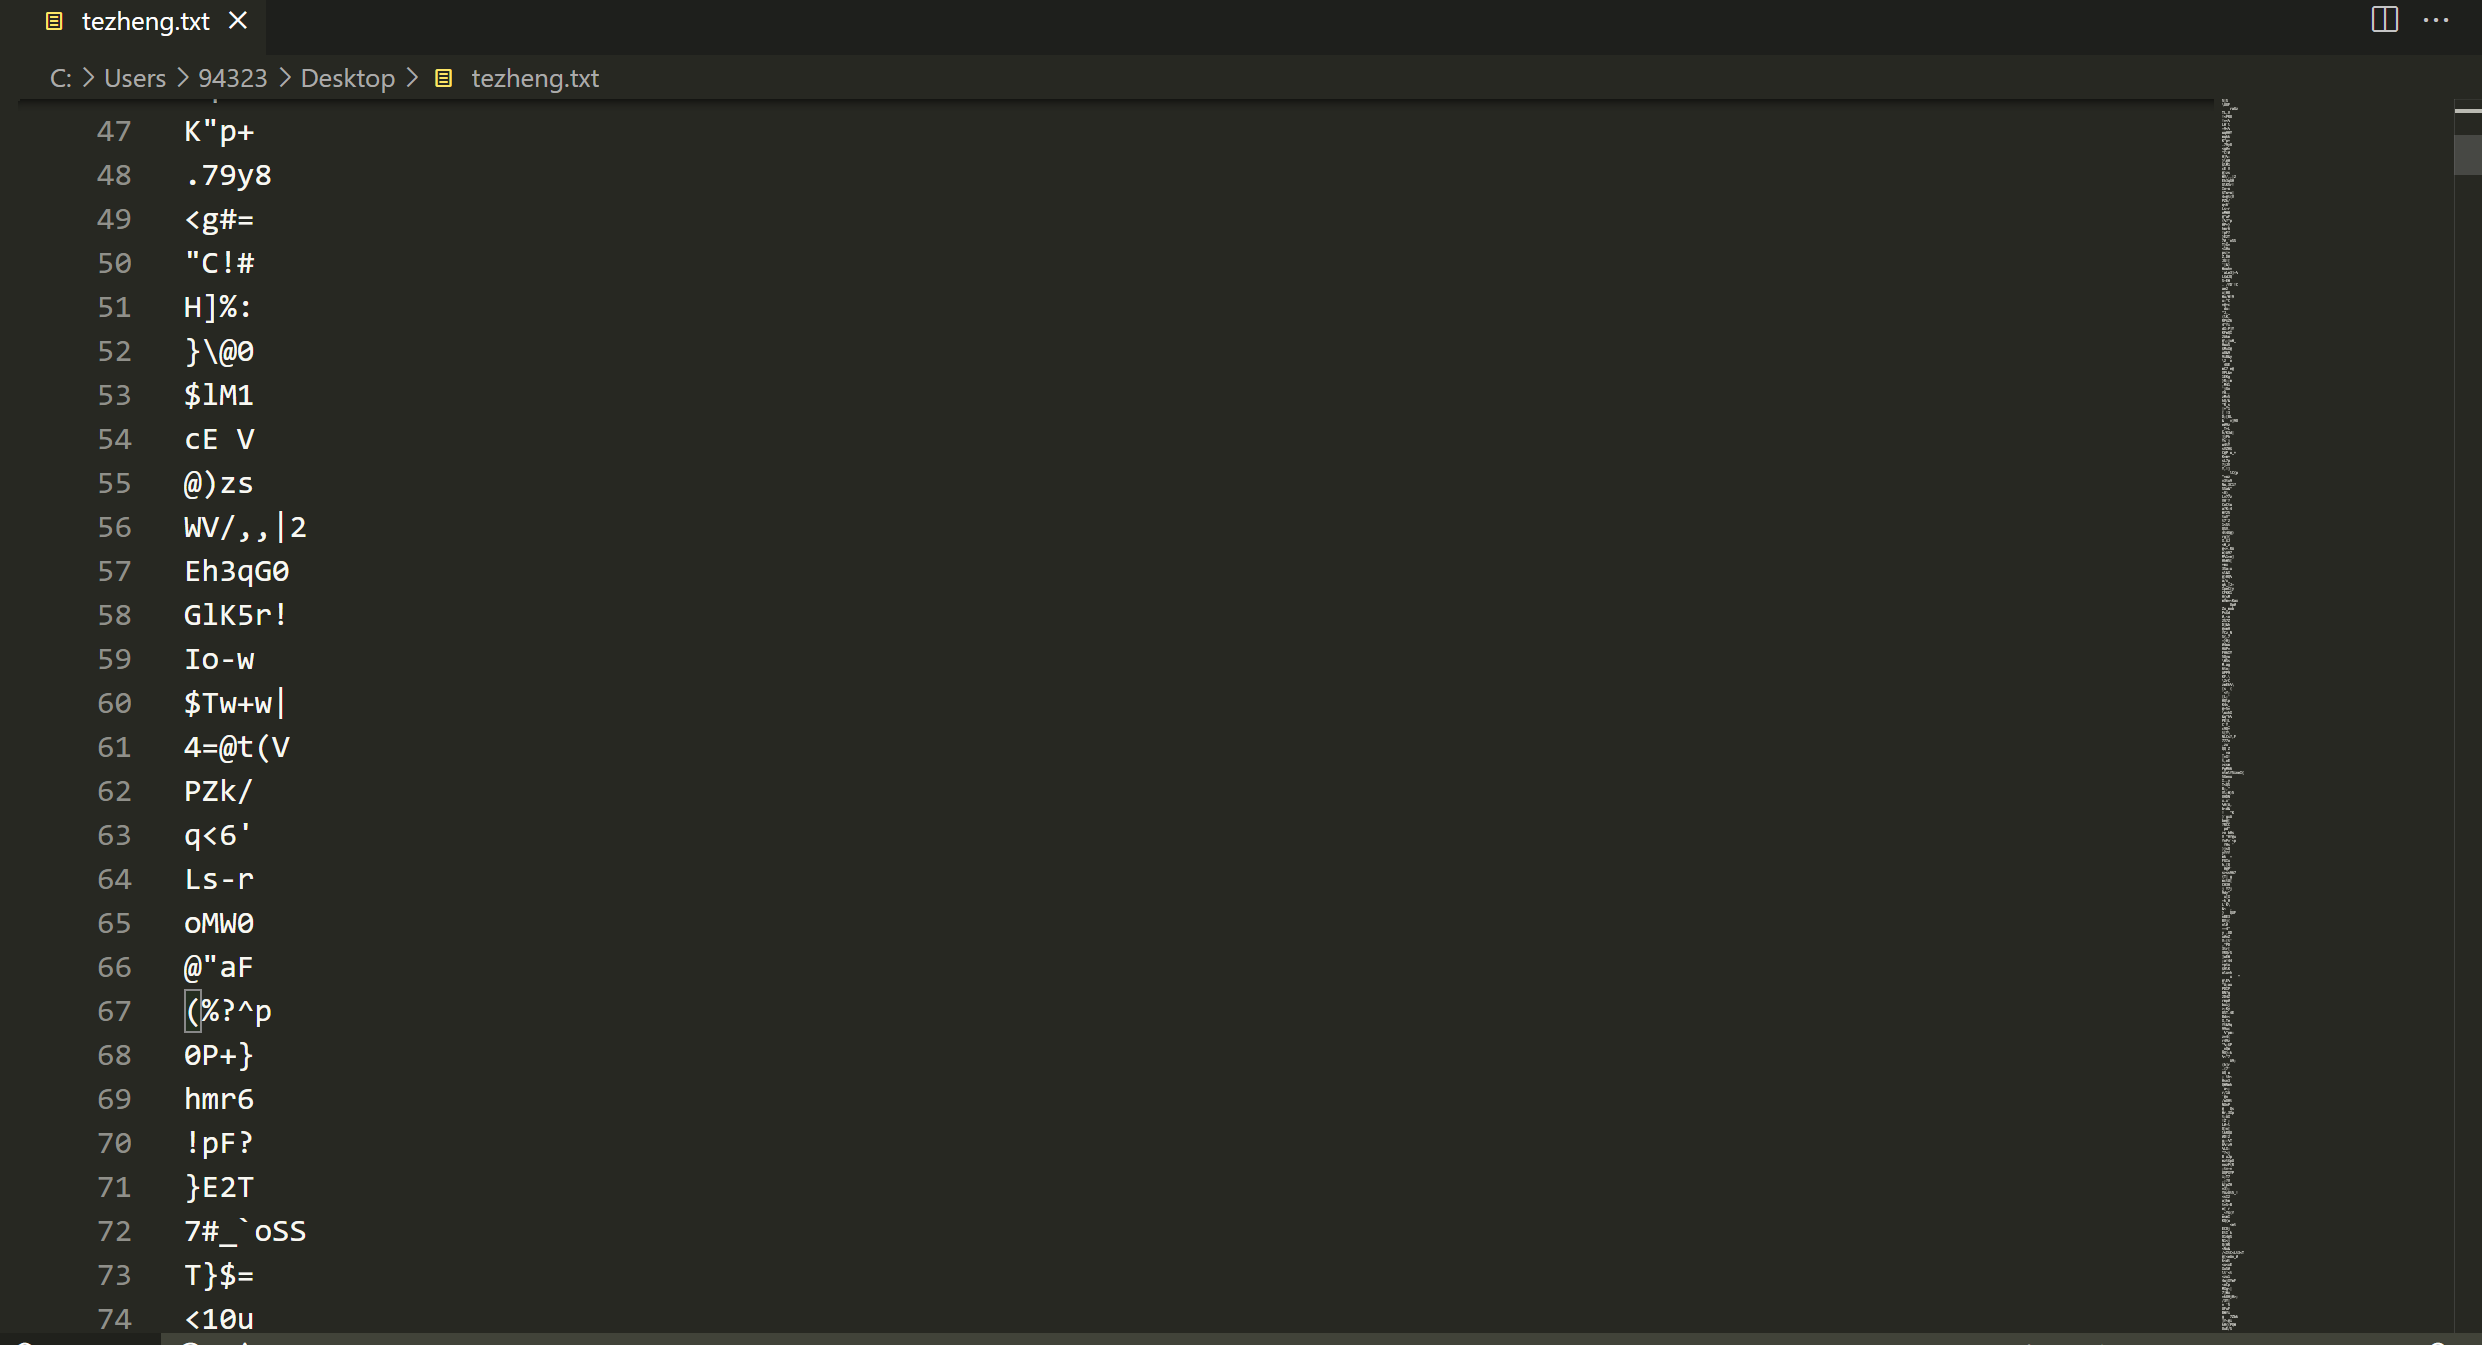 tezheng.txt
C: > Users > 94323 > Desktop > tezheng.txt
47 K"p+
48 .79y8
49 <g#=
50 "C!#
51 H]%:
52 }\@0
53 $lM1
54 cE V
55 @)zs
56 WV/,,|2
57 Eh3qG0
58 GlK5r!
59 Io-w
60 $Tw+w|
61 4=@t(V
62 PZk/
63 q<6'
64 Ls-r
65 oMW0
66 @"aF
67 (%?^p
68 0P+}
69 hmr6
70 !pF?
71 }E2T
72 7#_`oSS
73 T}$=
74 <10u